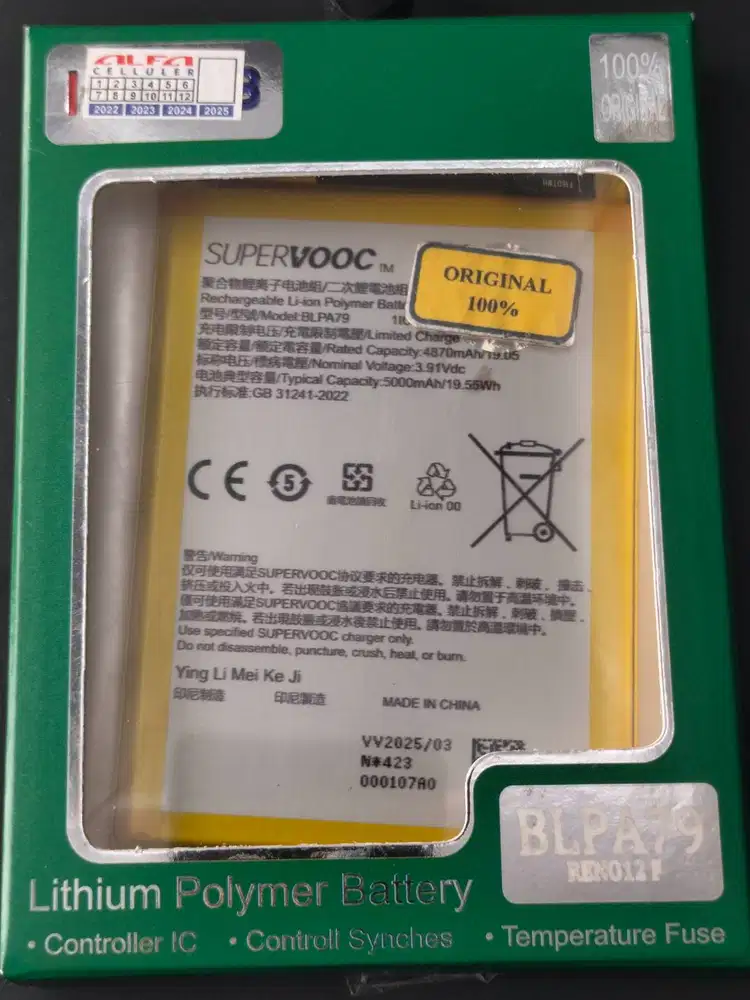 ALFA
CELLULER
1 2 3 4 5 6
7 8 9 10 11 12
2022 2023 2024 2025
100%
ORIGINAL
SUPERVOOC TM
聚合物锂离子电池组/二次鋰電池組
Rechargeable Li-ion Polymer
型号/型號/Model:BLPA79
充电限制电压/充電限制電壓/Limited Charge
额定容量/額定電容量/Rated Capacity:4870mAh/19.05
标称电压/標稱電壓/Nominal Voltage:3.91Vdc
电池典型容量/Typical Capacity:5000mAh/19.55Wh
执行标准:GB 31241-2022
ORIGINAL
100%
CE
5
廢電池請回收
Li-ion 00
警告/Warning
仅可使用满足SUPERVOOC协议要求的充电器。禁止拆解﹑刺破﹑撞击﹑
挤压或投入火中。若出现鼓胀或浸水后禁止使用。请勿置于高温环境中。
僅可使用滿足SUPERVOOC協議要求的充電器。禁止拆解﹑刺破﹑擠壓﹑
加熱或燃燒。若出現鼓脹或浸水後禁止使用。請勿置於高溫環境中。
Use specified SUPERVOOC charger only.
Do not disassemble, puncture, crush, heat, or burn.
Ying Li Mei Ke Ji
印尼制造 印尼製造 MADE IN CHINA
VV2025/03
N*423
000107A0
BLPA79
RENO12F
Lithium Polymer Battery
• Controller IC • Controll Synches • Temperature Fuse